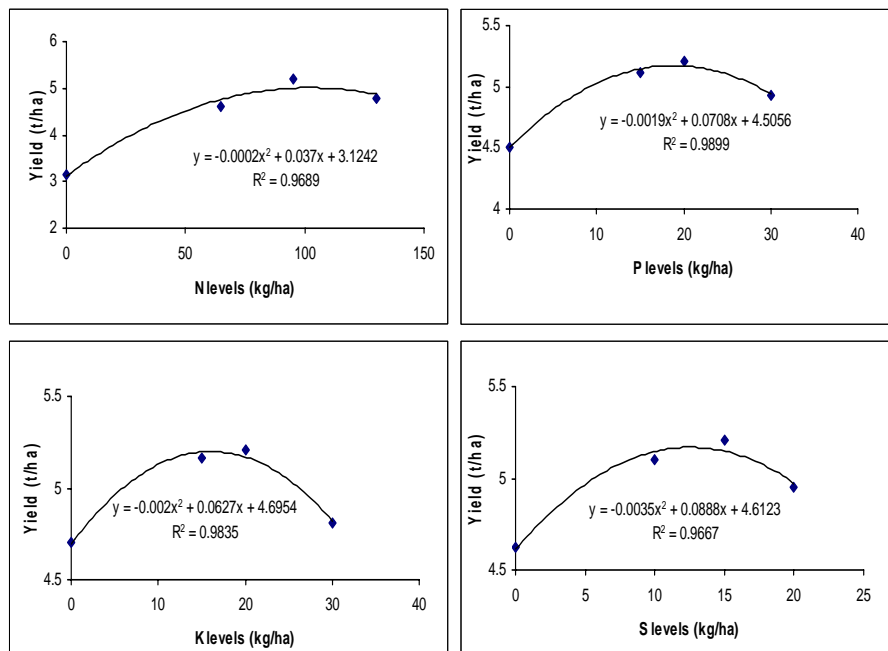 6
5
4
3
2
0
50
100
150
Yield (t/ha)
N levels (kg/ha)
y = -0.0002x² + 0.037x + 3.1242
R² = 0.9689
5.5
5
4.5
4
0
10
20
30
40
Yield (t/ha)
P levels (kg/ha)
y = -0.0019x² + 0.0708x + 4.5056
R² = 0.9899
5.5
5
4.5
0
10
20
30
40
Yield (t/ha)
K levels (kg/ha)
y = -0.002x² + 0.0627x + 4.6954
R² = 0.9835
5.5
5
4.5
0
5
10
15
20
25
Yield (t/ha)
S levels (kg/ha)
y = -0.0035x² + 0.0888x + 4.6123
R² = 0.9667